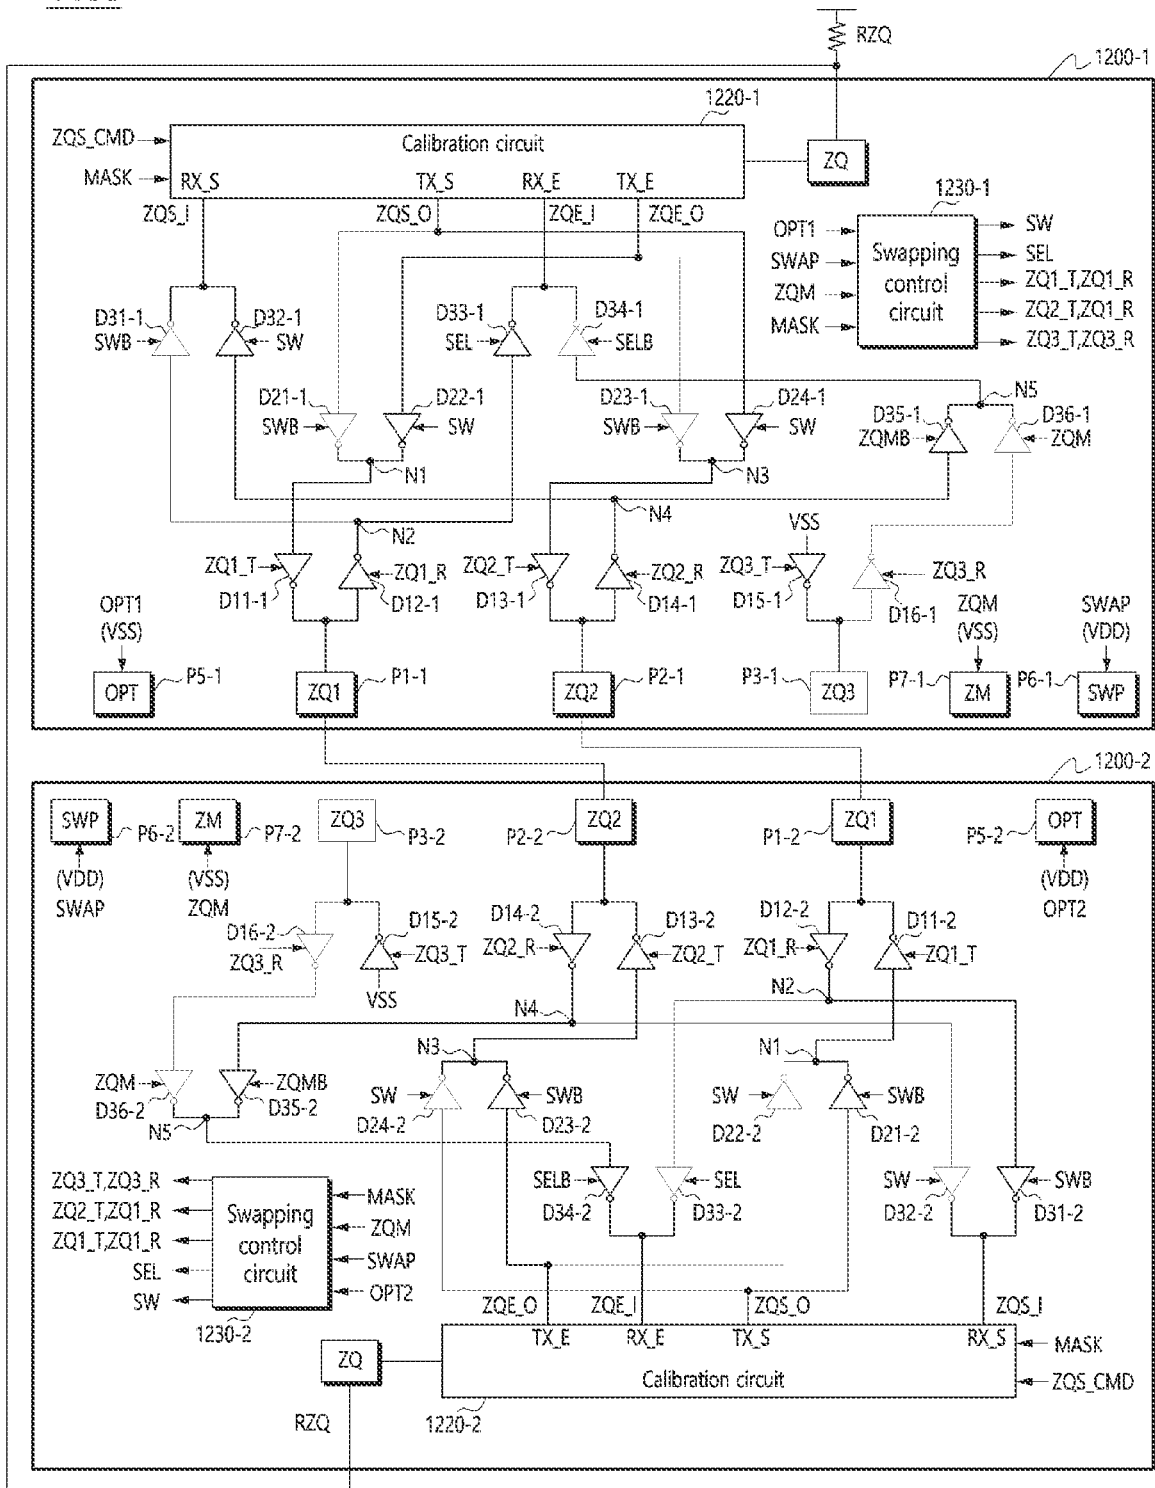 RZQ
1200-1
1220-1
ZQS_CMD
Calibration circuit
ZQ
MASK
RX_S TX_S RX_E TX_E
1230-1
ZQS_I ZQS_O ZQE_I ZQE_O
OPT1
SWAP
ZQM
MASK
Swapping
control
circuit
SW
SEL
ZQ1_T,ZQ1_R
ZQ2_T,ZQ1_R
ZQ3_T,ZQ3_R
D31-1 D32-1 D33-1 D34-1
SWB SW SEL SELB
D21-1 D22-1 D23-1 D24-1 N5
SWB SW SWB SW
D35-1 D36-1
ZQMB ZQM
N1 N3
N4
N2 VSS
ZQ1_T ZQ1_R ZQ2_T ZQ2_R ZQ3_T ZQ3_R
D11-1 D12-1 D13-1 D14-1 D15-1 D16-1
OPT1
(VSS)
ZQM
(VSS)
SWAP
(VDD)
OPT P5-1 ZQ1 P1-1 ZQ2 P2-1 P3-1 ZQ3 P7-1 ZM P6-1 SWP
1200-2
SWP P6-2 ZM P7-2 ZQ3 P3-2 P2-2 ZQ2 P1-2 ZQ1 P5-2 OPT
(VDD)
SWAP
(VSS)
ZQM
(VDD)
OPT2
D16-2 D15-2 D14-2 D13-2 D12-2 D11-2
ZQ3_R ZQ3_T ZQ2_R ZQ2_T ZQ1_R ZQ1_T
VSS N4 N2
N3 N1
ZQM ZQMB SW SWB SW SWB
D36-2 D35-2 D24-2 D23-2 D22-2 D21-2
N5
SELB SEL SW SWB
D34-2 D33-2 D32-2 D31-2
ZQ3_T,ZQ3_R
ZQ2_T,ZQ1_R
ZQ1_T,ZQ1_R
SEL
SW
Swapping
control
circuit
MASK
ZQM
SWAP
OPT2
1230-2
ZQE_O ZQE_I ZQS_O ZQS_I
TX_E RX_E TX_S RX_S
MASK
ZQ
Calibration circuit
ZQS_CMD
1220-2
RZQ